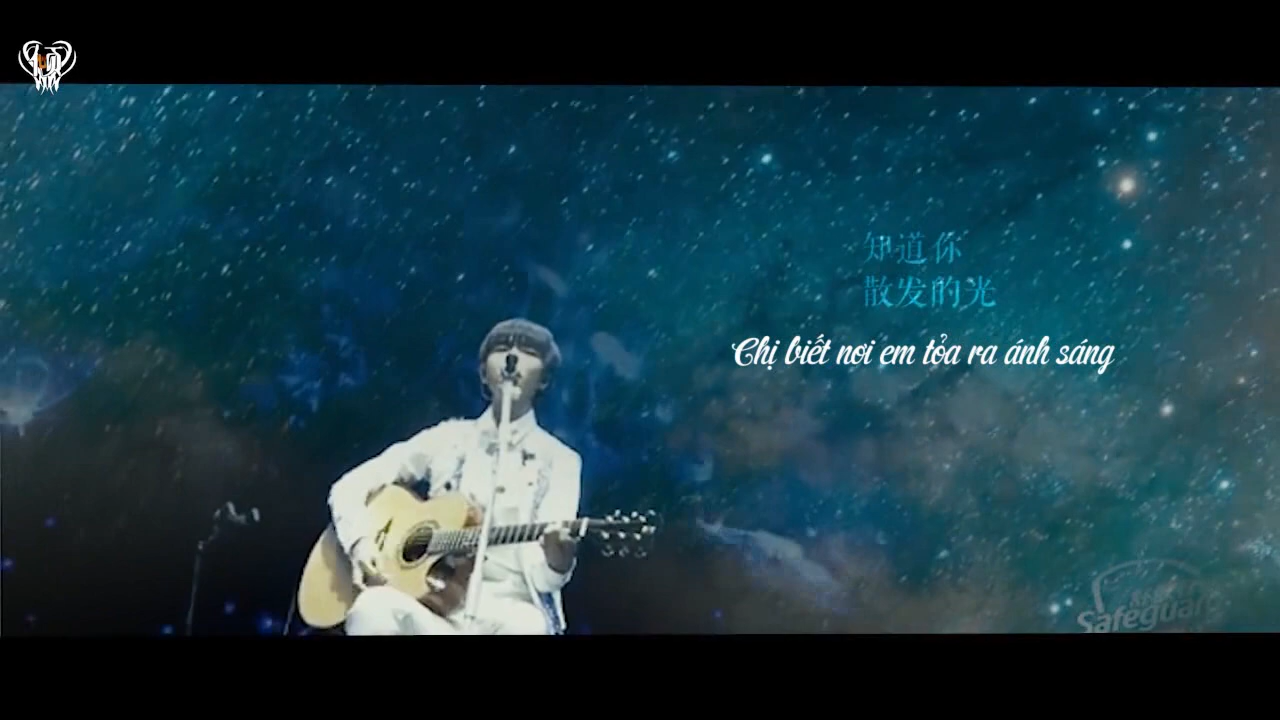 知道你
散发的光
Chị biết nơi em tỏa ra ánh sáng
Safeguard